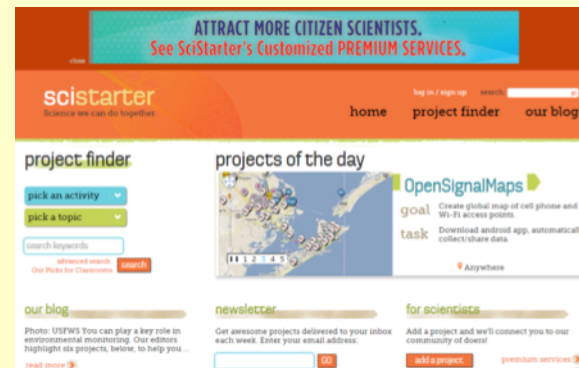 ATTRACT MORE CITIZEN SCIENTISTS.
See SciStarter's Customized PREMIUM SERVICES.
close
scistarter
Science we can do together.
log in / sign up search:
home project finder our blog
project finder
pick an activity
pick a topic
search keywords
advanced search
Our Picks for Classrooms
search
projects of the day
1 2 3 4 5
OpenSignalMaps
goal Create global map of cell phone and
Wi-Fi access points.
task Download android app, automaticall
collect/share data.
Anywhere
our blog
Photo: USFWS You can play a key role in
environmental monitoring. Our editors
highlight six projects, below, to help you ...
read more
newsletter
Get awesome projects delivered to your inbox
each week. Enter your email address:
GO
for scientists
Add a project and we'll connect you to our
community of doers!
add a project premium services